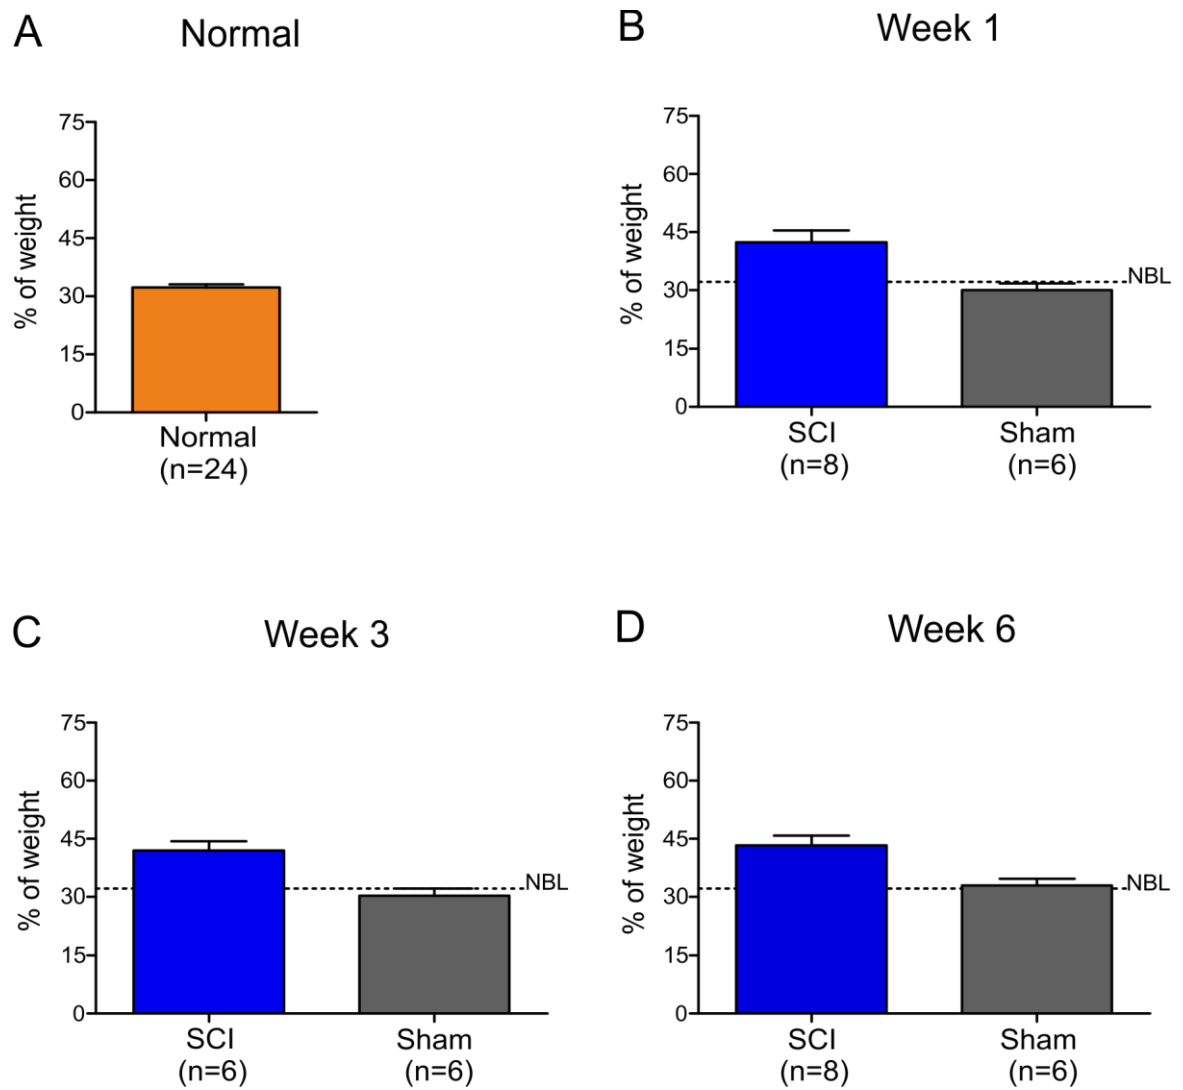 A
Normal
75
60
45
30
15
0
% of weight
Normal
(n=24)
B
Week 1
75
60
45
30
15
0
% of weight
NBL
SCI
Sham
(n=8)
(n=6)
C
Week 3
75
60
45
30
15
0
% of weight
NBL
SCI
Sham
(n=6)
(n=6)
D
Week 6
75
60
45
30
15
0
% of weight
NBL
SCI
Sham
(n=8)
(n=6)